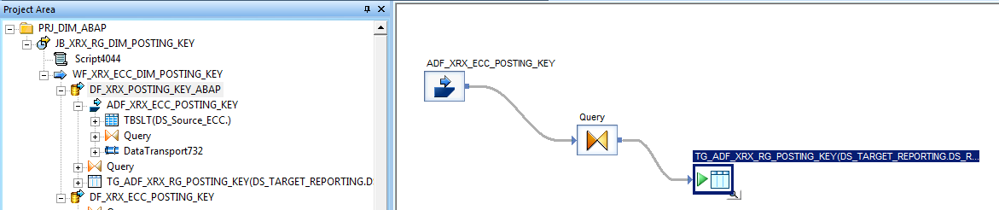 Project Area
PRJ_DIM_ABAP
JB_XRX_RG_DIM_POSTING_KEY
Script4044
WF_XRX_ECC_DIM_POSTING_KEY
DF_XRX_POSTING_KEY_ABAP
ADF_XRX_ECC_POSTING_KEY
TBSLT(DS_Source_ECC.)
Query
DataTransport732
Query
TG_ADF_XRX_RG_POSTING_KEY(DS_TARGET_REPORTING.DS
DF_XRX_ECC_POSTING_KEY
ADF_XRX_ECC_POSTING_KEY
Query
TG_ADF_XRX_RG_POSTING_KEY(DS_TARGET_REPORTING.DS_R...